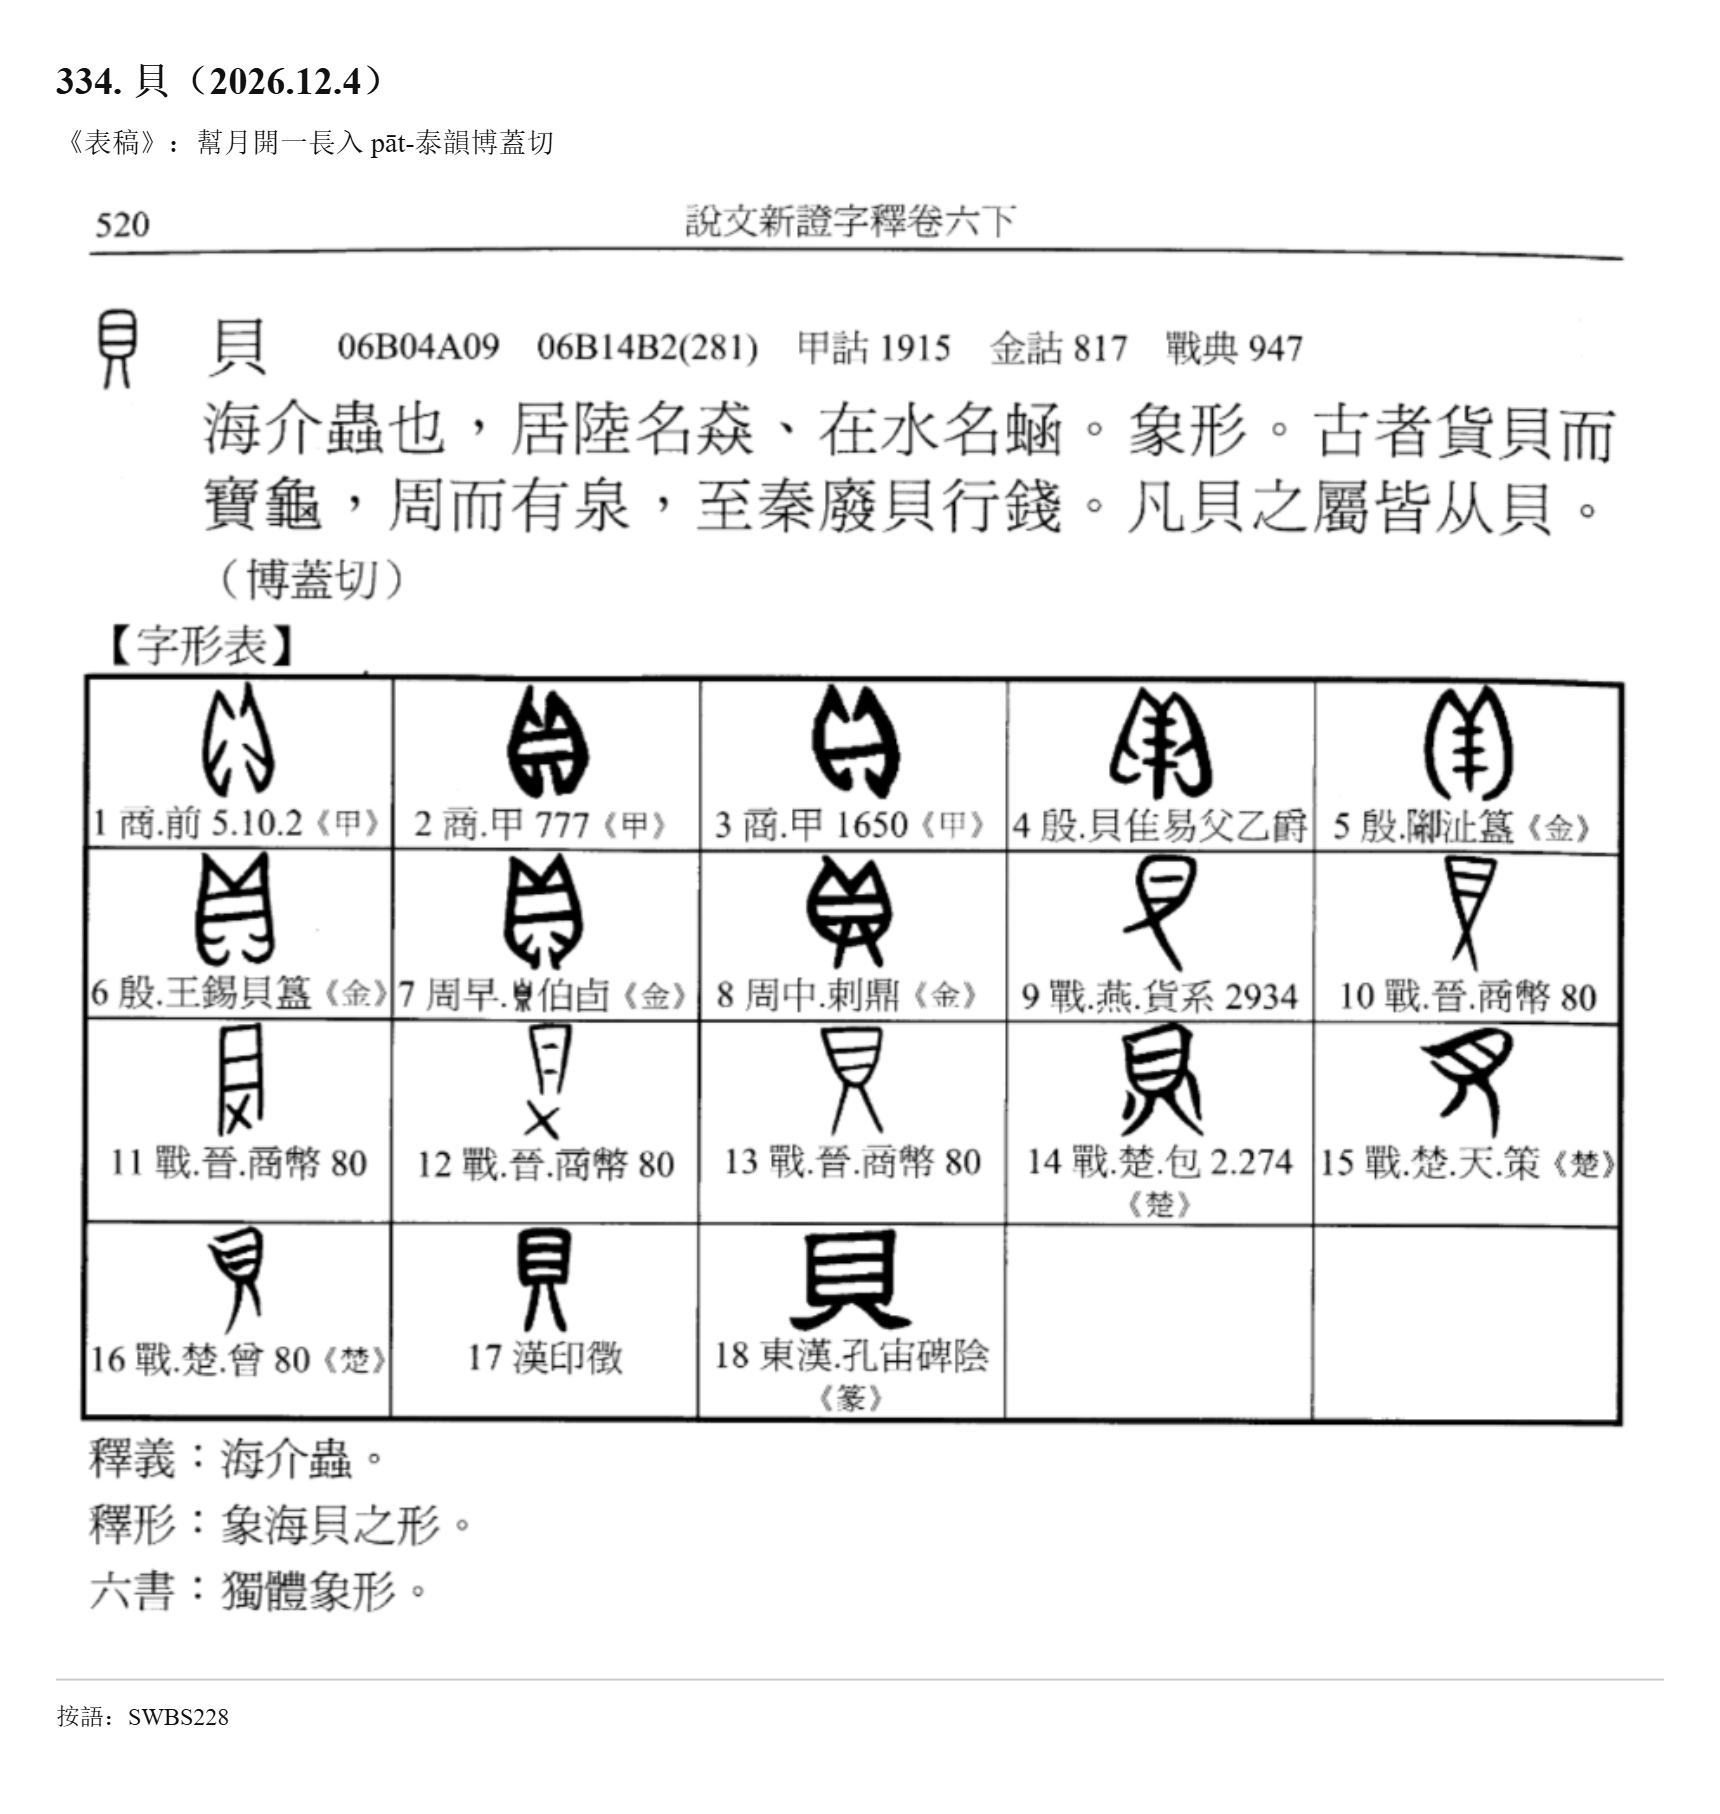 334. 貝（2026.12.4）
《表稿》：幫月開一長入 pāt-泰韻博蓋切
520 說文新證字釋卷六下
貝 貝 06B04A09 06B14B2(281) 甲詁 1915 金詁 817 戰典 947
海介蟲也，居陸名猋、在水名蜬。象形。古者貨貝而
寶龜，周而有泉，至秦廢貝行錢。凡貝之屬皆从貝。
（博蓋切）
【字形表】
1 商.前 5.10.2《甲》 2 商.甲 777《甲》 3 商.甲 1650《甲》 4 殷.貝隹易父乙爵 5 殷.沚簋《金》
6 殷.王錫貝簋《金》 7 周早.伯卣《金》 8 周中.剌鼎《金》 9 戰.燕.貨系 2934 10 戰.晉.商幣 80
11 戰.晉.商幣 80 12 戰.晉.商幣 80 13 戰.晉.商幣 80 14 戰.楚.包 2.274《楚》 15 戰.楚.天.策《楚》
16 戰.楚.曾 80《楚》 17 漢印徵 18 東漢.孔宙碑陰《篆》
釋義：海介蟲。
釋形：象海貝之形。
六書：獨體象形。
按語：SWBS228